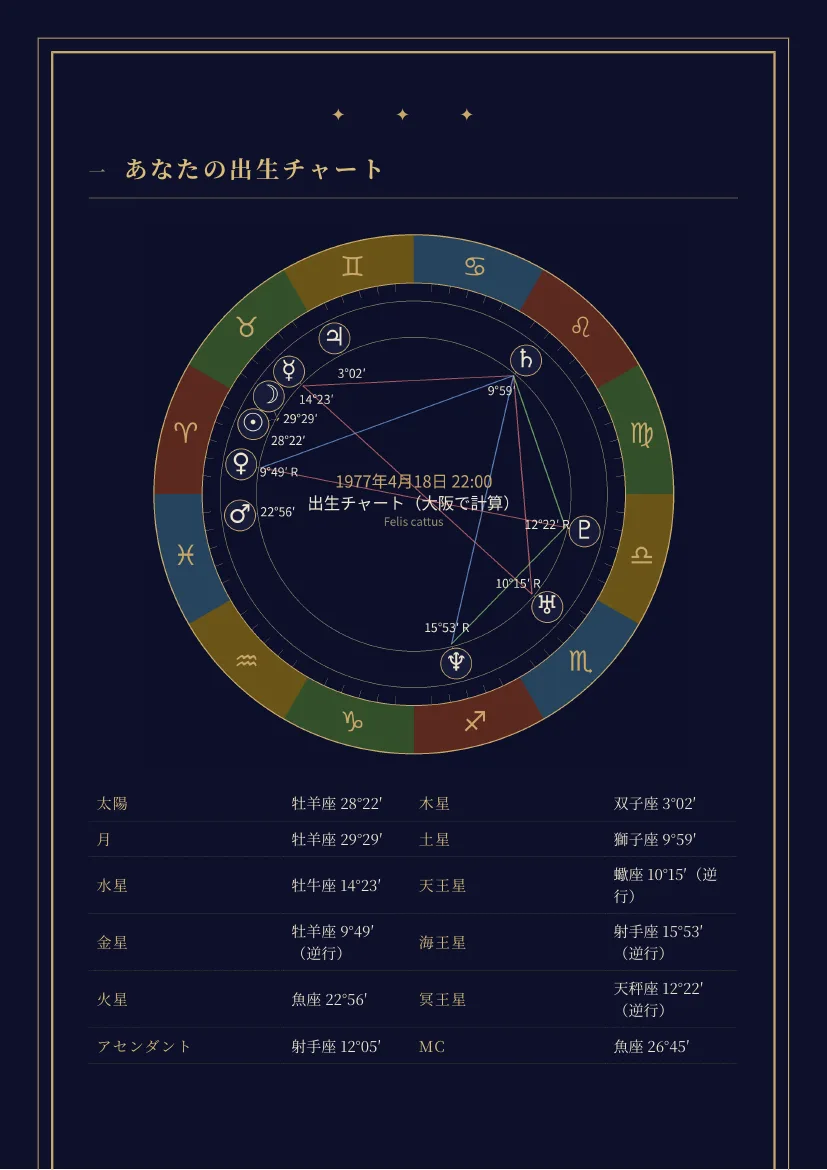 一 あなたの出生チャート
3°02'
9°59'
14°23'
29°29'
28°22'
9°49' R
1977年4月18日 22:00
出生チャート（大阪で計算）
22°56'
Felis cattus
12°22' R
10°15' R
15°53' R
太陽 牡羊座 28°22' 木星 双子座 3°02'
月 牡羊座 29°29' 土星 獅子座 9°59'
水星 牡牛座 14°23' 天王星 蠍座 10°15'（逆
行）
金星 牡羊座 9°49' 海王星 射手座 15°53'
（逆行） （逆行）
火星 魚座 22°56' 冥王星 天秤座 12°22'
（逆行）
アセンダント 射手座 12°05' MC 魚座 26°45'